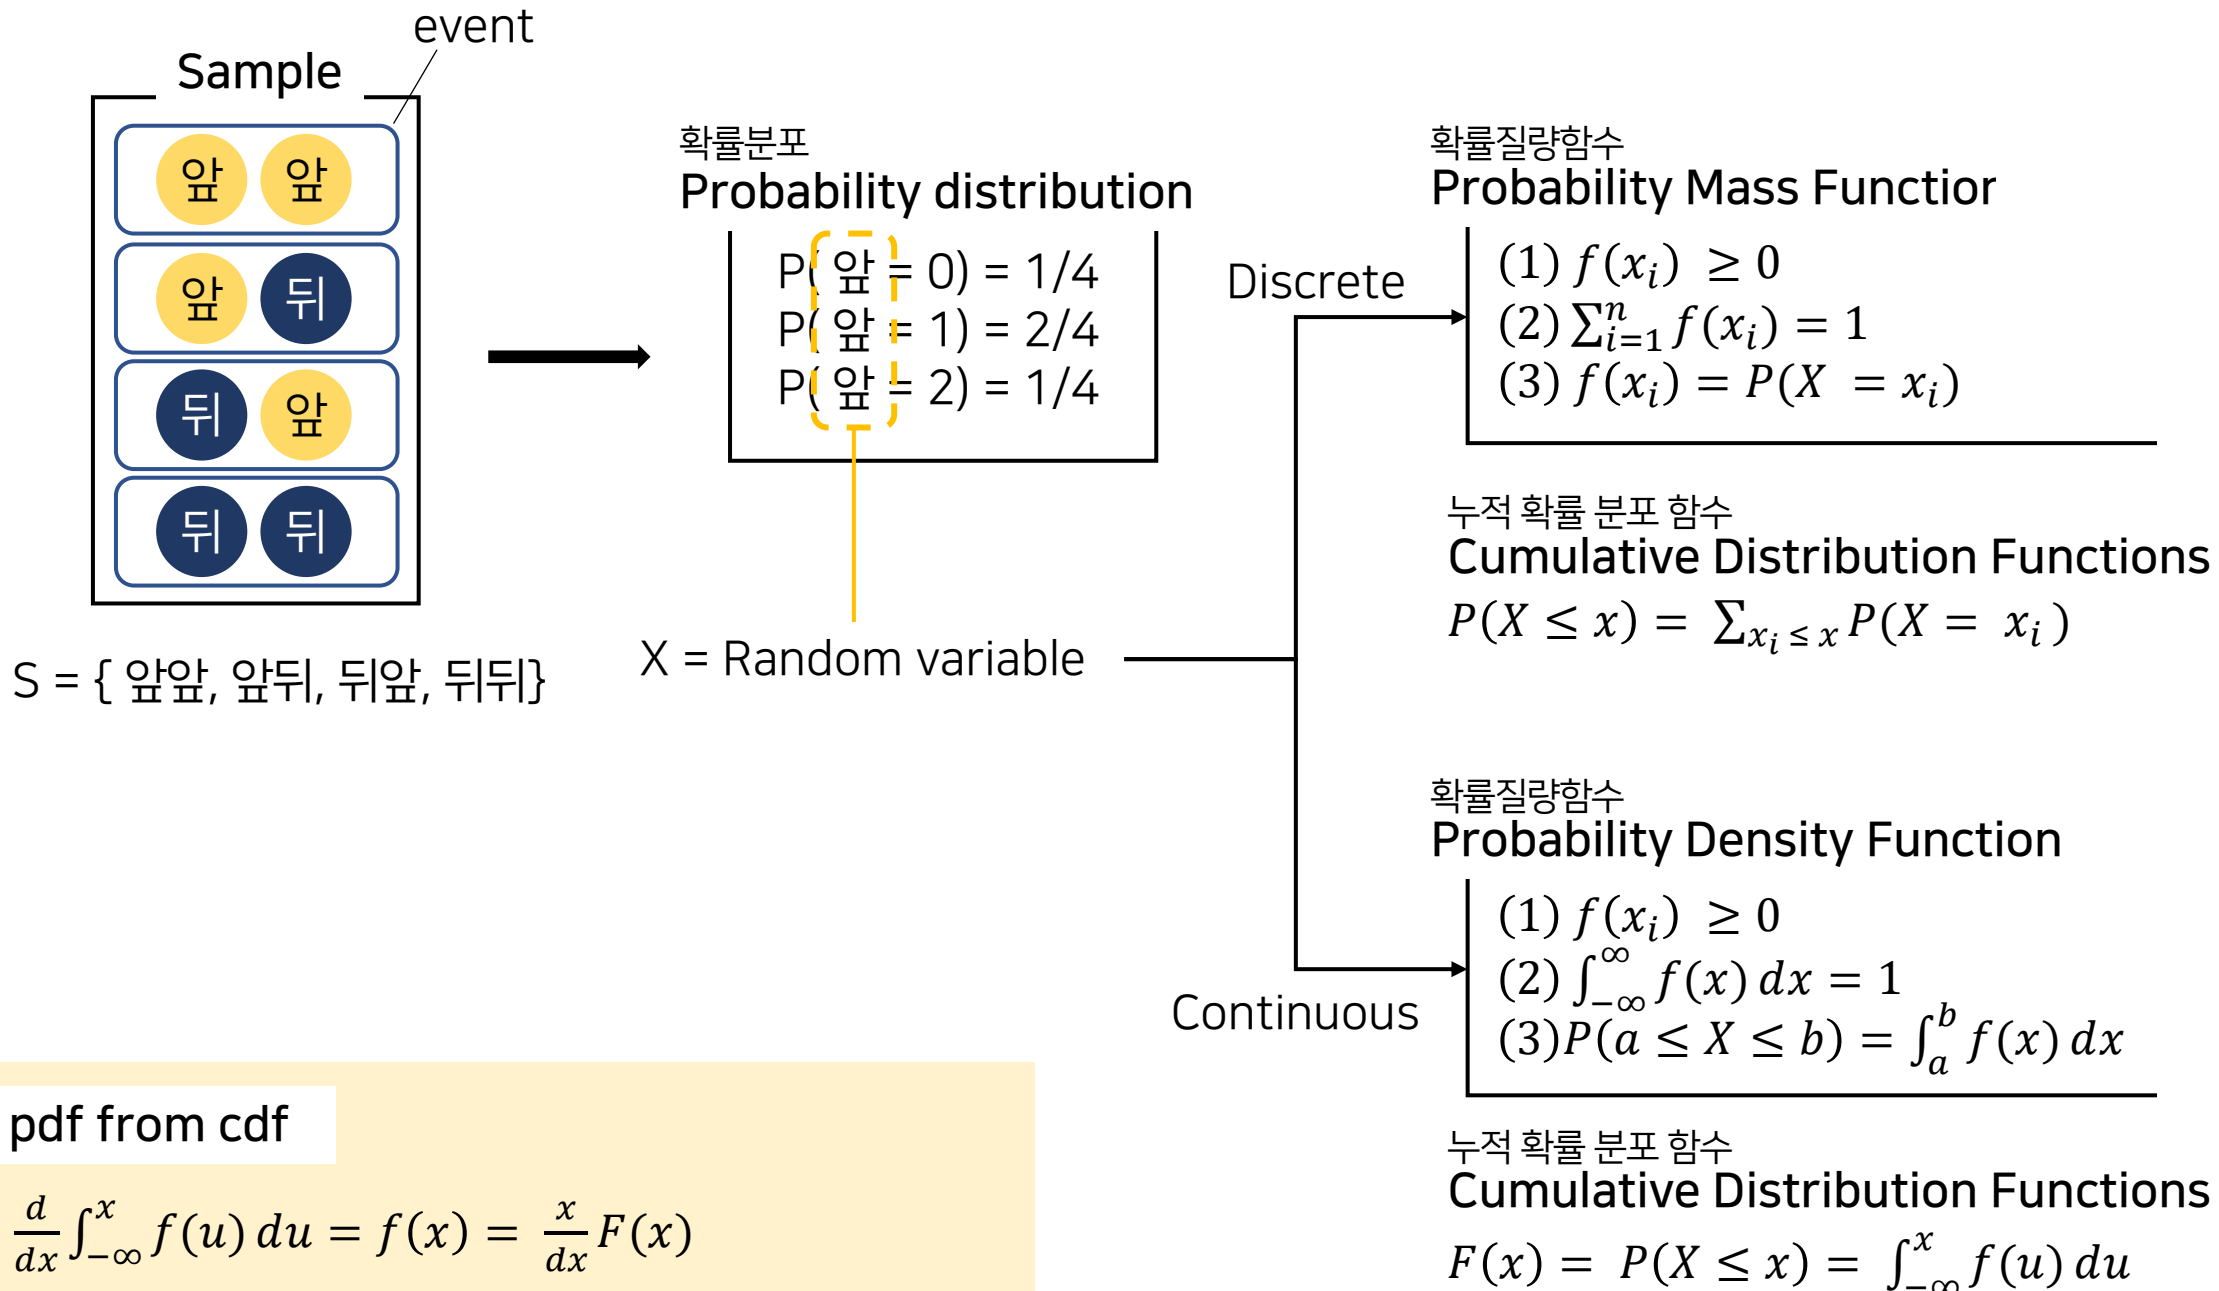 event
Sample
앞 앞
앞 뒤
뒤 앞
뒤 뒤
S = { 앞앞, 앞뒤, 뒤앞, 뒤뒤}
확률분포
Probability distribution
P( 앞 = 0) = 1/4
P( 앞 = 1) = 2/4
P( 앞 = 2) = 1/4
X = Random variable
Discrete
Continuous
확률질량함수
Probability Mass Function
(1) f(xᵢ) ≥ 0
(2) ∑ᵢ₌₁ⁿ f(xᵢ) = 1
(3) f(xᵢ) = P(X = xᵢ)
누적 확률 분포 함수
Cumulative Distribution Functions
P(X ≤ x) = ∑_{xᵢ ≤ x} P(X = xᵢ)
확률질량함수
Probability Density Function
(1) f(xᵢ) ≥ 0
(2) ∫_{-∞}^{∞} f(x) dx = 1
(3)P(a ≤ X ≤ b) = ∫_a^b f(x) dx
누적 확률 분포 함수
Cumulative Distribution Functions
F(x) = P(X ≤ x) = ∫_{-∞}^x f(u) du
pdf from cdf
d/dx ∫_{-∞}^x f(u) du = f(x) = x/dx F(x)